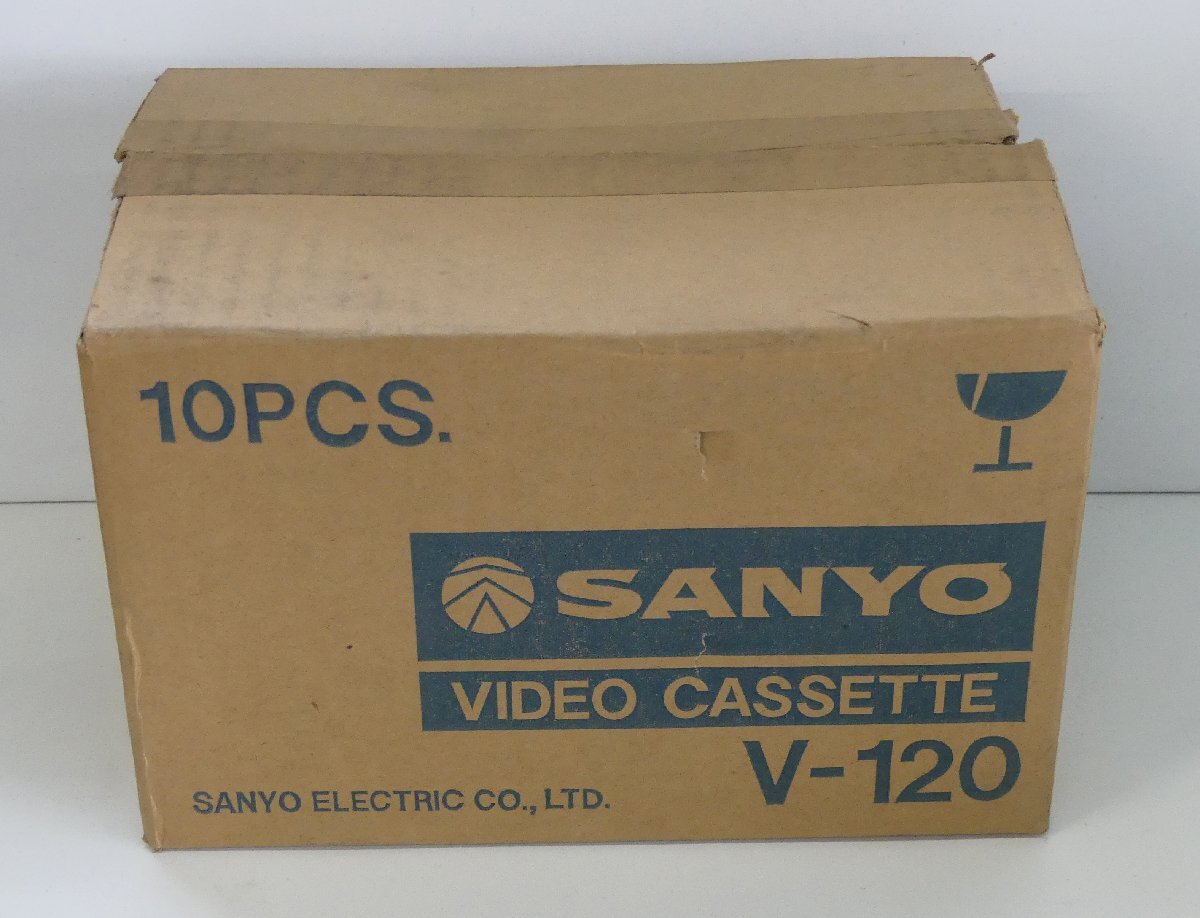 10PCS.
SANYO
VIDEO CASSETTE
V-120
SANYO ELECTRIC CO., LTD.